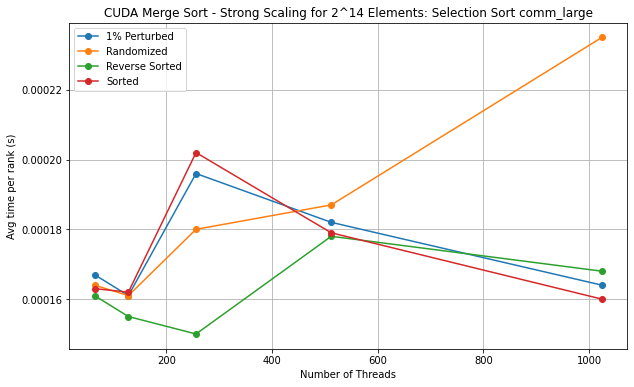 CUDA Merge Sort - Strong Scaling for 2^14 Elements: Selection Sort comm_large
1% Perturbed
Randomized
Reverse Sorted
Sorted
0.00022
0.00020
0.00018
0.00016
Avg time per rank (s)
200 400 600 800 1000
Number of Threads